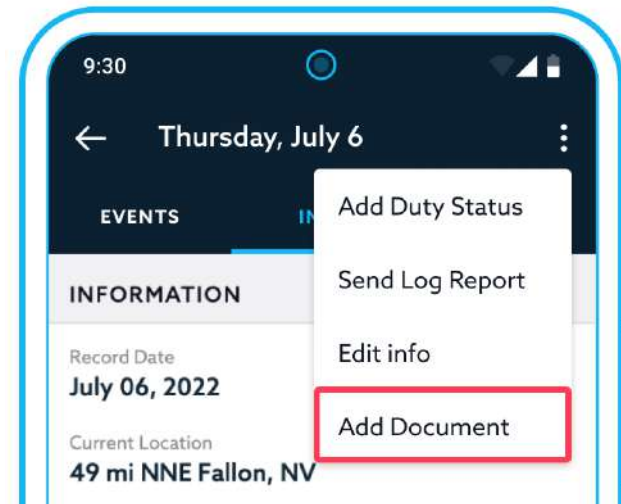 9:30
Thursday, July 6
EVENTS
IN
Add Duty Status
Send Log Report
Edit info
Add Document
INFORMATION
Record Date
July 06, 2022
Current Location
49 mi NNE Fallon, NV